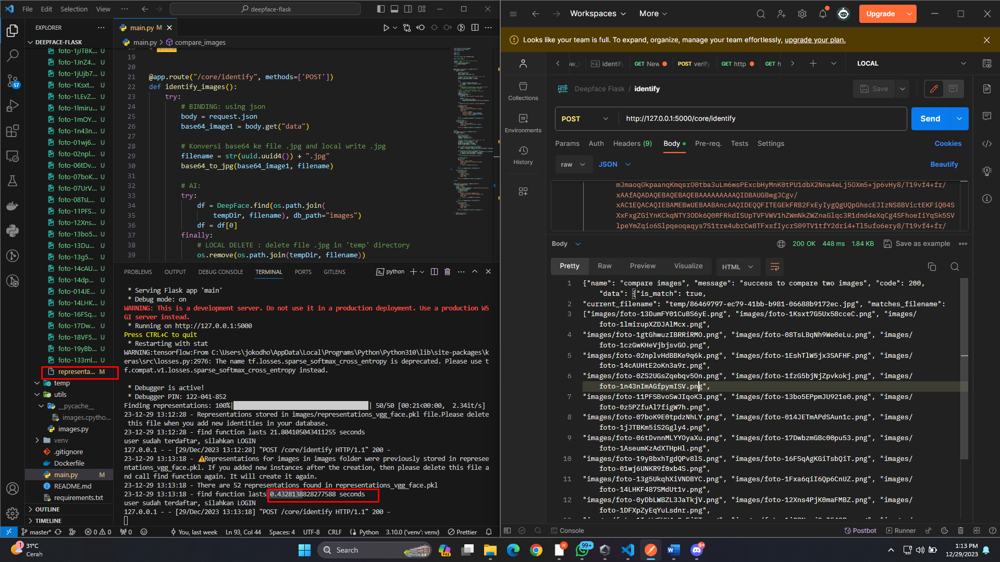 File Edit Selection View ··· deepface-flask
EXPLORER
DEEPFACE-FLASK
foto-1jJTBK... U
foto-1JnZ4... U
foto-1jUjb7... U
foto-1Ksxt... U
foto-1LEvZ... U
foto-1lmiru... U
foto-1mOY... U
foto-1n43n... U
foto-01wj6... U
foto-02npl... U
foto-06tDv... U
foto-07boK... U
foto-07UrV... U
foto-08TsL... U
foto-11PFS... U
foto-12Xns... U
foto-13bo5... U
foto-13Du... U
foto-13g5... U
foto-14cAU... U
foto-14dp... U
foto-014JE... U
foto-14LHK... U
foto-16FSq... U
foto-17Dw... U
foto-18VF5... U
foto-19yBb... U
foto-133rnl... U
representa... M
temp
utils
__pycache__
images.cpytho...
images.py
venv
.gitignore
Dockerfile
main.py M
README.md
requirements.txt
OUTLINE
TIMELINE
57
main.py M
main.py > compare_images
19
20
21 @app.route("/core/identify", methods=['POST'])
22 def identify_images():
23 try:
24 # BINDING: using json
25 body = request.json
26 base64_image1 = body.get("data")
27
28 # Konversi base64 ke file .jpg and local write .jpg
29 filename = str(uuid.uuid4()) + ".jpg"
30 base64_to_jpg(base64_image1, filename)
31
32 # AI:
33 try:
34 df = DeepFace.find(os.path.join(
35 tempDir, filename), db_path="images")
36 df = df[0]
37 finally:
38 # LOCAL DELETE : delete file .jpg in 'temp' directory
39 os.remove(os.path.join(tempDir, filename))
PROBLEMS OUTPUT DEBUG CONSOLE TERMINAL PORTS GITLENS python
* Serving Flask app 'main'
* Debug mode: on
WARNING: This is a development server. Do not use it in a production deployment. Use a production WS
GI server instead.
* Running on http://127.0.0.1:5000
Press CTRL+C to quit
* Restarting with stat
WARNING:tensorflow:From C:\Users\jokodho\AppData\Local\Programs\Python\Python310\lib\site-packages\k
eras\src\losses.py:2976: The name tf.losses.sparse_softmax_cross_entropy is deprecated. Please use t
f.compat.v1.losses.sparse_softmax_cross_entropy instead.
* Debugger is active!
* Debugger PIN: 122-041-852
Finding representations: 100%| | 50/50 [00:21<00:00, 2.34it/s]
23-12-29 13:12:28 - Representations stored in images/representations_vgg_face.pkl file.Please delete
this file when you add new identities in your database.
23-12-29 13:12:28 - find function lasts 21.804105043411255 seconds
user sudah terdaftar, silahkan LOGIN
127.0.0.1 - - [29/Dec/2023 13:12:28] "POST /core/identify HTTP/1.1" 200 -
23-12-29 13:13:18 - ⚠Representations for images in images folder were previously stored in represee
ntations_vgg_face.pkl. If you added new instances after the creation, then please delete this file a
nd call find function again. It will create it again.
23-12-29 13:13:18 - There are 52 representations found in representations_vgg_face.pkl
23-12-29 13:13:18 - find function lasts 0.4328138828277588 seconds
user sudah terdaftar, silahkan LOGIN
127.0.0.1 - - [29/Dec/2023 13:13:18] "POST /core/identify HTTP/1.1" 200 -
master* 0 0 0 You, last week Ln 93, Col 44 Spaces: 4 UTF-8 CRLF Python 3.10.0 ('venv': venv) Prettier
Workspaces More Upgrade
Looks like your team is full. To expand, organize, manage your team effortlessly, upgrade your plan.
identify GET New POST verify GET http GET h LOCAL
Collections
Environments
History
HTTP Deepface Flask / identify Save
POST http://127.0.0.1:5000/core/identify Send
Params Auth Headers (9) Body Pre-req. Tests Settings Cookies
raw JSON Beautify
mJmaoqOkpaanqKmqsrO0tba3uLm6wsPExcbHyMnK0tPU1dbX2Nna4eLj5OXm5+jp6vHy8/T19vf4+fr/
xAAfAQADAQEBAQEBAQEBAAAAAAAAAQIDBAUGBwgJCgv/
xAC1EQACAQIEBAMEBwUEBAABAncAAQIDEQQFITEGEkFRB2FxEyIygQgUQpGhscEJIzNS8BVictEKFiQ04S
XxFxgZGiYnKCkqNTY3ODk6Q0RFRkdISUpTVFVWV1hZWmNkZWZnaGlqc3R1dnd4eXqCg4SFhoeIiYqSk5SV
lpeYmZqio6Slpqeoqaqys7S1tre4ubrCw8TFxsfIycrS09TV1tfY2dri4+Tl5ufo6ery8/T19vf4+fr/
Body 200 OK 448 ms 1.84 KB Save as example
Pretty Raw Preview Visualize HTML
1 {"name": "compare images", "message": "success to compare two images", "code": 200,
"data": {"is_match": true,
2 "current_filename": "temp/86469797-ec79-41bb-b981-06688b9172ec.jpg", "matches_filename":
3 ["images/foto-13DumFY01CuBS6yE.png", "images/foto-1Ksxt7G5Ux58cceC.png", "images/
foto-1lmirupXZDJAlMcx.png",
4 "images/foto-1gtGhwuzIBRRiRMO.png", "images/foto-08TsLBqNh9We0eLu.png", "images/
foto-1czGwKHeVjbjsvGO.png",
5 "images/foto-02nplvHdBBKe9q6k.png", "images/foto-1EshTlW5jx3SAFHF.png", "images/
foto-14cAUHtE2oKn3a9r.png",
6 "images/foto-0ZS2UGsZqebqv5On.png", "images/foto-1fzG5bjNjZpvkokj.png", "images/
foto-1n43nImAGfpymISV.png",
7 "images/foto-11PFSBvoSwJIqoK3.png", "images/foto-13bo5EPpmJU921e0.png", "images/
foto-0z5PZfuAl7figW7h.png",
8 "images/foto-07boK9E0tpdzNhLY.png", "images/foto-014JETmAPdSAun1c.png", "images/
foto-1jJTBKm5iS2Ggly4.png",
9 "images/foto-06tDvnnMLYYOyaXu.png", "images/foto-17DwbzmGBc00pu53.png", "images/
foto-1AseumKzAdXTHpHl.png",
10 "images/foto-19yBbxhTgdQPv8lS.png", "images/foto-16FSqAgKGiTsbQiT.png", "images/
foto-01wj6UNKR9f0xb4S.png",
11 "images/foto-13g5UkqhXiVNDBYC.png", "images/foto-1Fxa6qiI6Qp6CnUZ.png", "images/
foto-14LHKF4B7SMdUt1v.png",
12 "images/foto-0yDbLWBZL3JaTkjV.png", "images/foto-12Xns4PjK0maFMBZ.png", "images/
foto-1DFXpZyEqYuLsdnr.png",
Console Postbot Runner
31°C
Cerah
Search
PRE
99+
9+
1:13 PM
12/29/2023